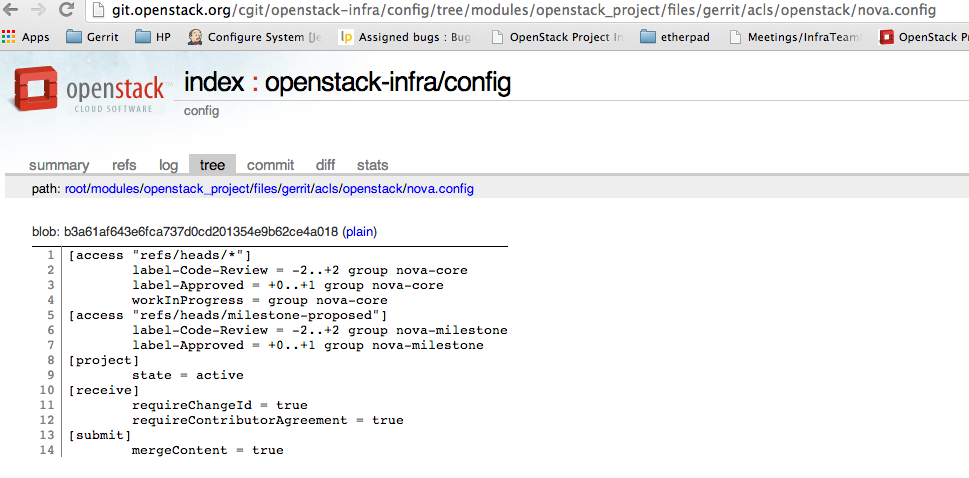 git.openstack.org/cgit/openstack-infra/config/tree/modules/openstack_project/files/gerrit/acls/openstack/nova.config
Apps Gerrit HP Configure System [Je lp Assigned bugs : Bug OpenStack Project In etherpad Meetings/InfraTeam OpenStack Pr
openstack
CLOUD SOFTWARE
index : openstack-infra/config
config
summary refs log tree commit diff stats
path: root/modules/openstack_project/files/gerrit/acls/openstack/nova.config
blob: b3a61af643e6fca737d0cd201354e9b62ce4a018 (plain)
1 [access "refs/heads/*"]
2 label-Code-Review = -2..+2 group nova-core
3 label-Approved = +0..+1 group nova-core
4 workInProgress = group nova-core
5 [access "refs/heads/milestone-proposed"]
6 label-Code-Review = -2..+2 group nova-milestone
7 label-Approved = +0..+1 group nova-milestone
8 [project]
9 state = active
10 [receive]
11 requireChangeId = true
12 requireContributorAgreement = true
13 [submit]
14 mergeContent = true